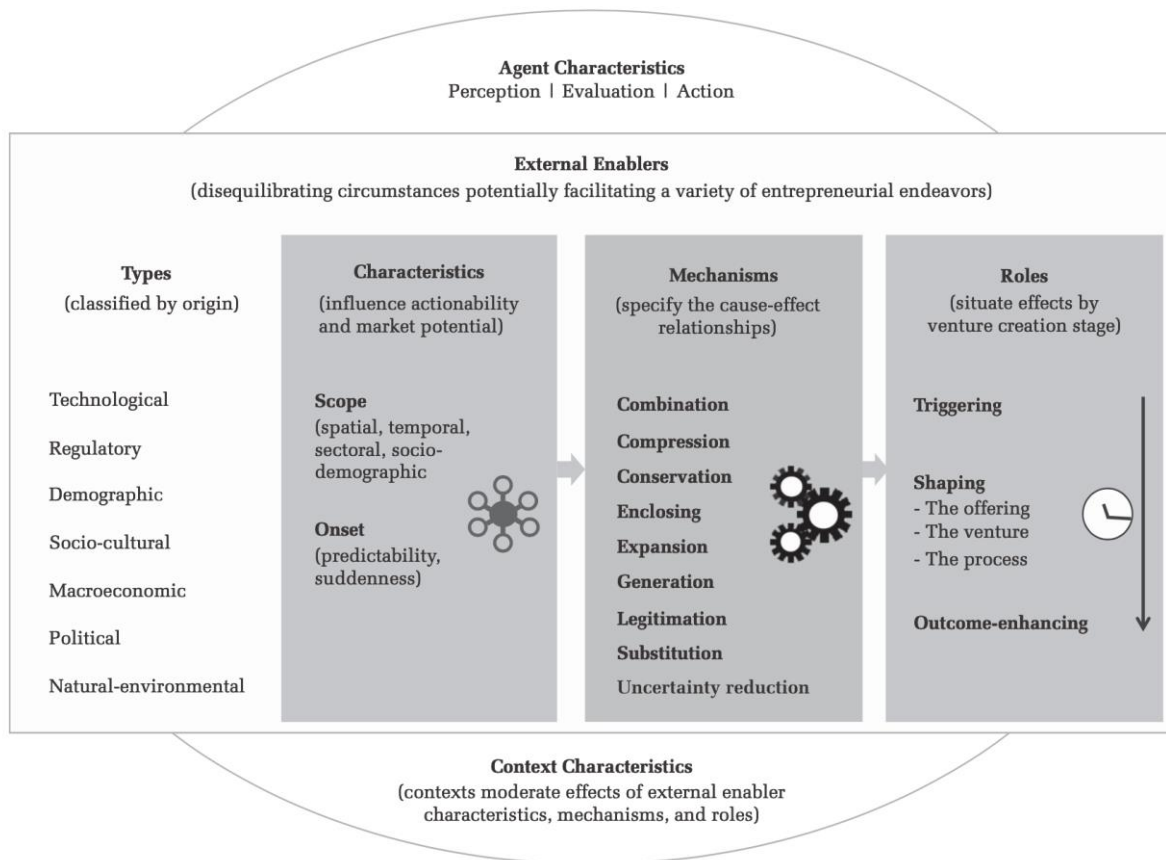 Agent Characteristics
Perception | Evaluation | Action
External Enablers
(disequilibrating circumstances potentially facilitating a variety of entrepreneurial endeavors)
Types
(classified by origin)
Technological
Regulatory
Demographic
Socio-cultural
Macroeconomic
Political
Natural-environmental
Characteristics
(influence actionability
and market potential)
Scope
(spatial, temporal,
sectoral, socio-
demographic
Onset
(predictability,
suddenness)
Mechanisms
(specify the cause-effect
relationships)
Combination
Compression
Conservation
Enclosing
Expansion
Generation
Legitimation
Substitution
Uncertainty reduction
Roles
(situate effects by
venture creation stage)
Triggering
Shaping
- The offering
- The venture
- The process
Outcome-enhancing
Context Characteristics
(contexts moderate effects of external enabler
characteristics, mechanisms, and roles)